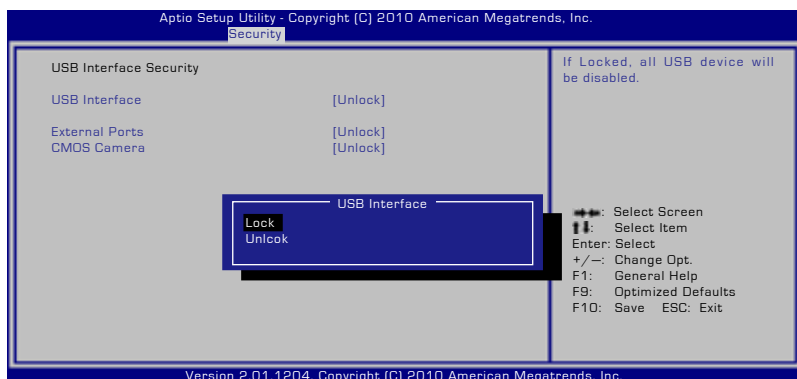 Aptio Setup Utility - Copyright (C) 2010 American Megatrends, Inc.
Security
USB Interface Security
USB Interface [Unlock]
External Ports [Unlock]
CMOS Camera [Unlock]
If Locked, all USB device will
be disabled.
USB Interface
Lock
Unlcok
→←: Select Screen
↑↓: Select Item
Enter: Select
+/—: Change Opt.
F1: General Help
F9: Optimized Defaults
F10: Save ESC: Exit
Version 2.01.1204. Copyright (C) 2010 American Megatrends, Inc.